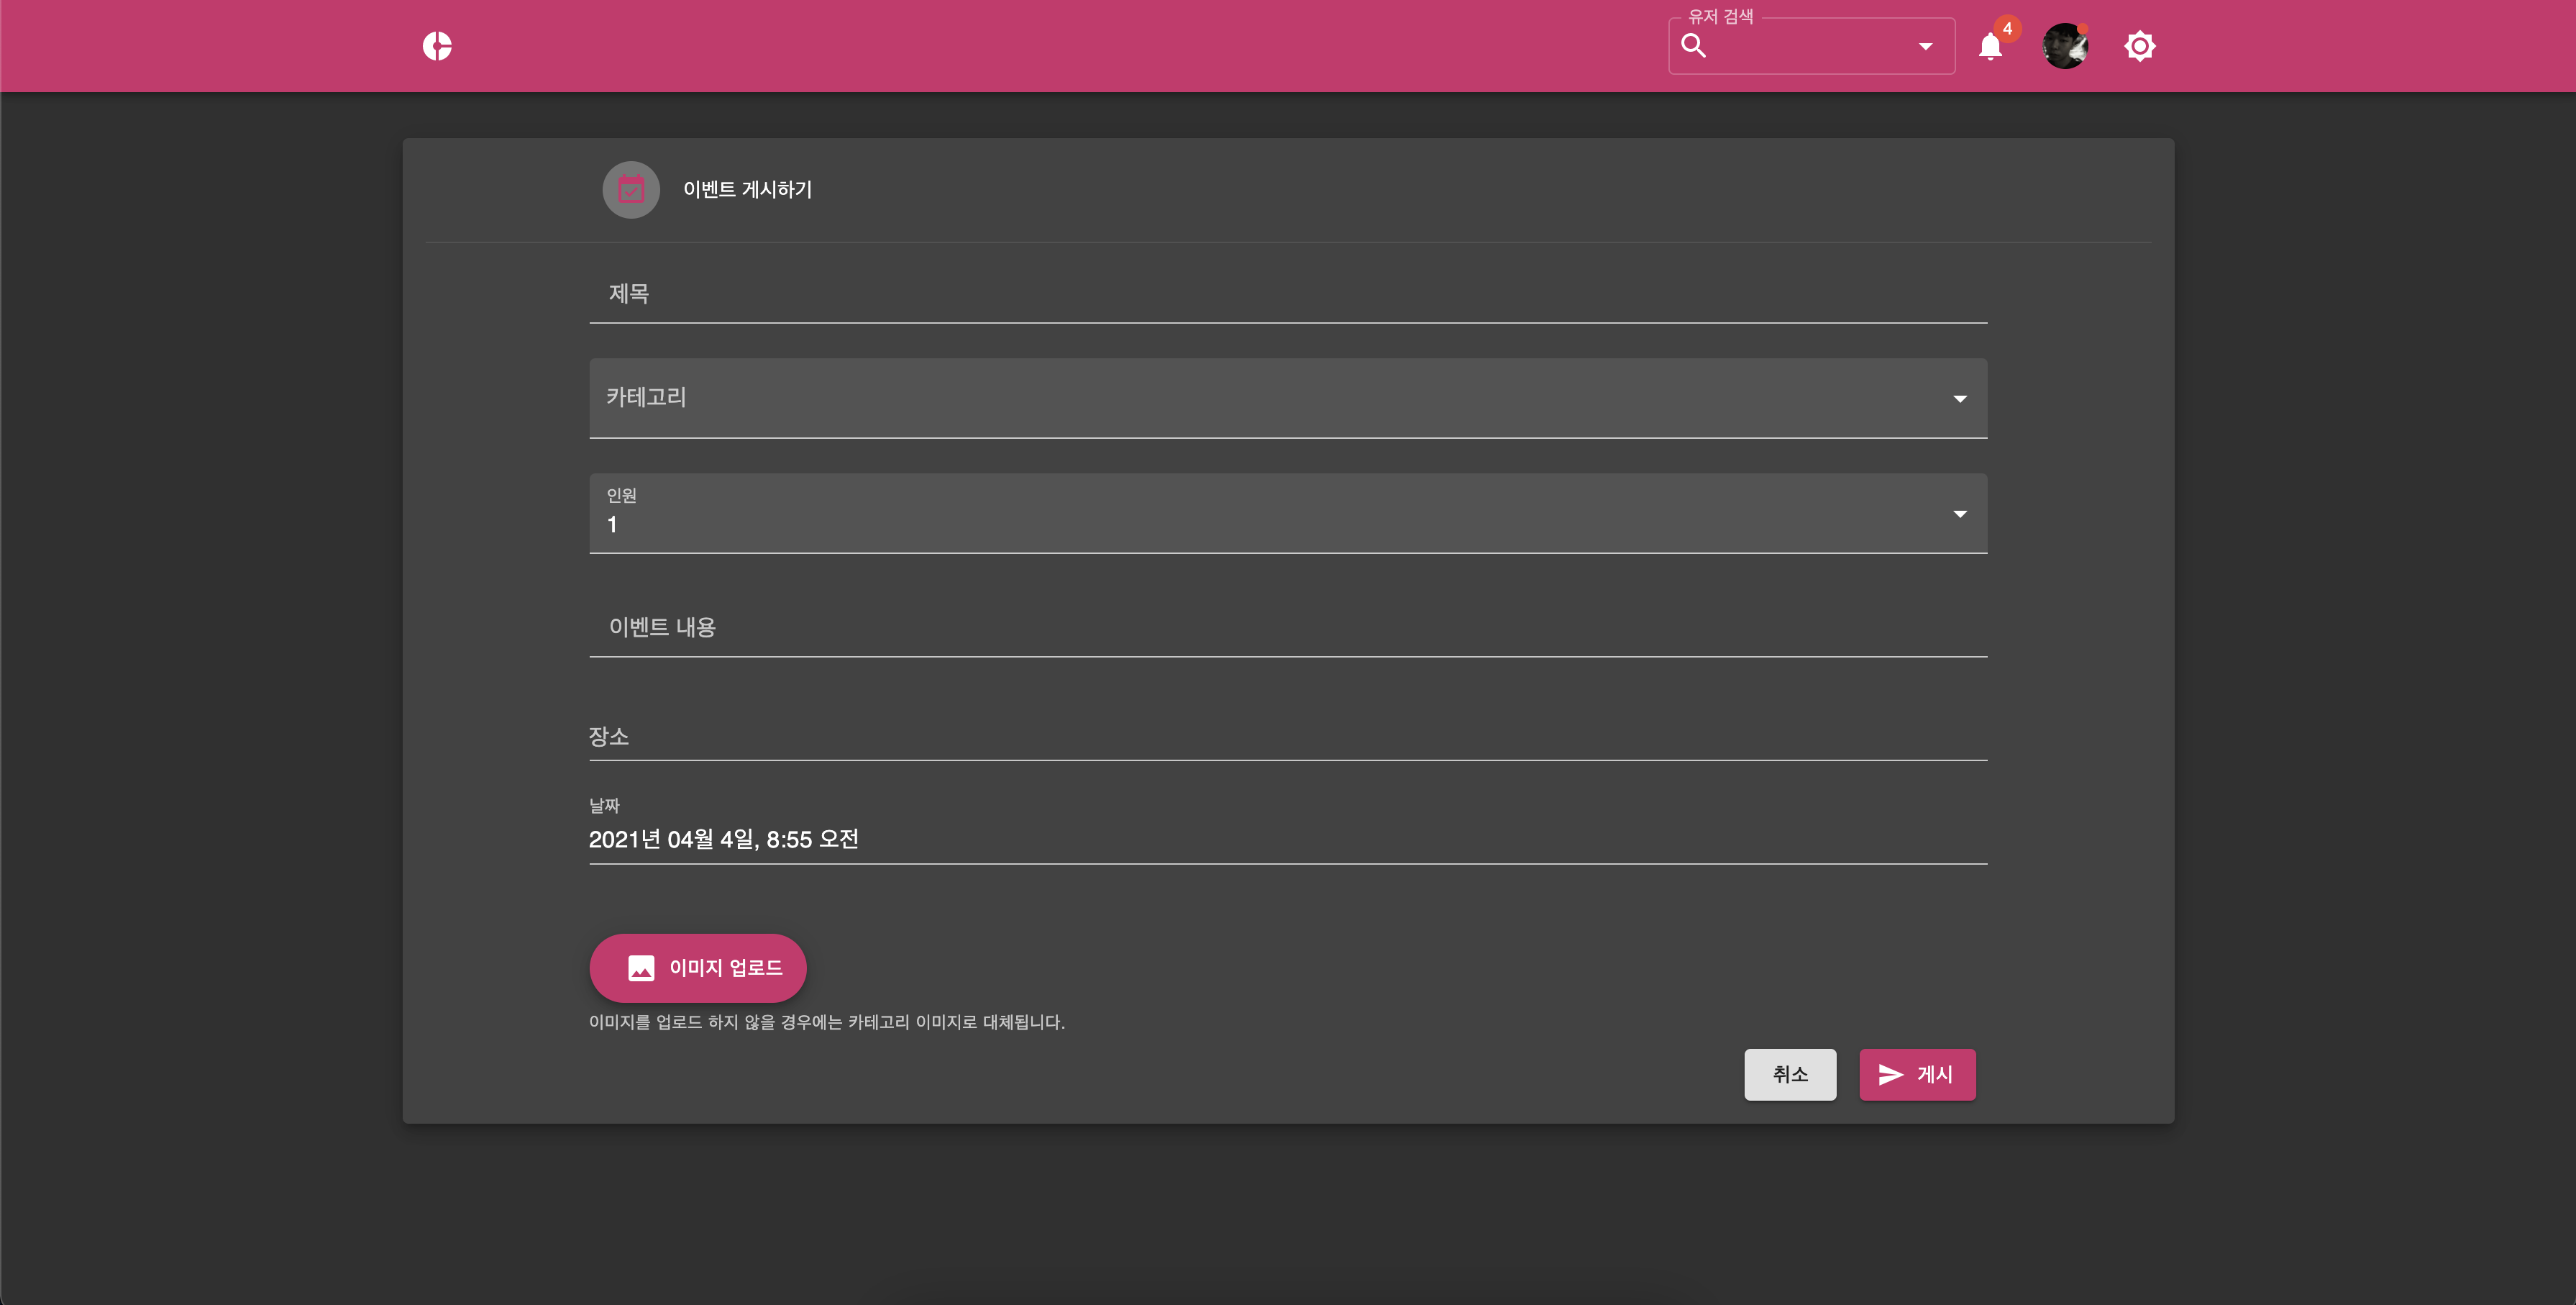 유저 검색
4
이벤트 게시하기
제목
카테고리
인원
1
이벤트 내용
장소
날짜
2021년 04월 4일, 8:55 오전
이미지 업로드
이미지를 업로드 하지 않을 경우에는 카테고리 이미지로 대체됩니다.
취소
게시